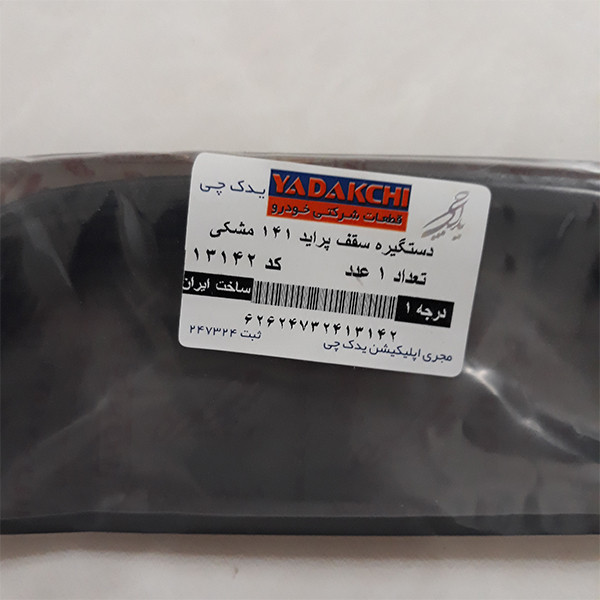 یدک چی YADAKCHI
قطعات شرکتی خودرو
دستگیره سقف پراید ۱۴۱ مشکی
تعداد ۱ عدد کد ۱۳۱۴۲
درجه ۱ ساخت ایران
۶۲۶۲۴۷۳۲۴۱۳۱۴۲
مجری اپلیکیشن یدک چی ثبت ۲۴۷۳۲۴